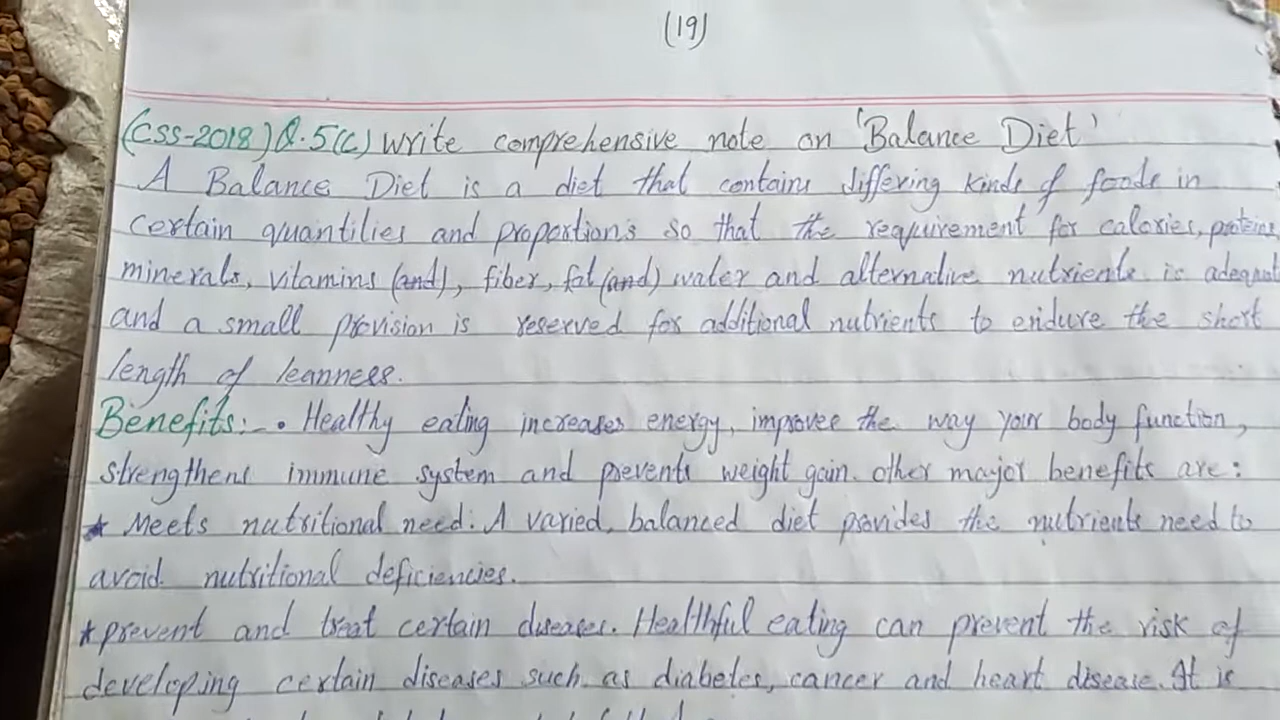 (19)
(CSS-2018) Q.5(C) Write comprehensive note on 'Balance Diet'
A Balance Diet is a diet that contains differing kinds of foods in
certain quantities and proportions so that the requirement for calories, proteins
minerals, vitamins (and), fiber, fat (and) water and alternative nutrients is adequat
and a small provision is reserved for additional nutrients to endure the short
length of leanness.
Benefits:- • Healthy eating increases energy, improves the way your body function,
strengthens immune system and prevents weight gain. other major benefits are:
* Meets nutritional need: A varied, balanced diet provides the nutrients need to
avoid nutritional deficiencies.
* prevent and treat certain diseases. Healthful eating can prevent the risk of
developing certain diseases such as diabetes, cancer and heart disease. It is